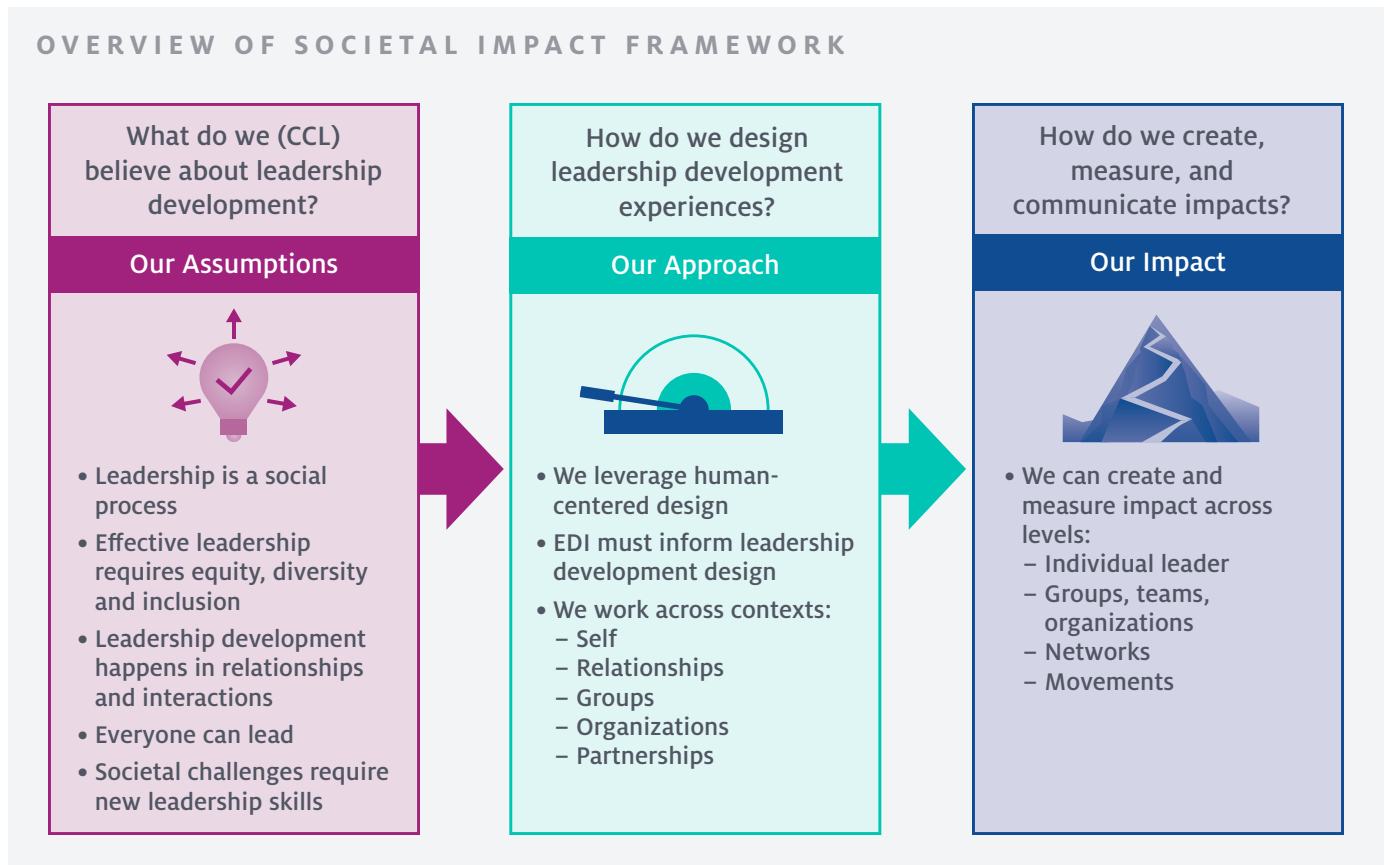 OVERVIEW OF SOCIETAL IMPACT FRAMEWORK
What do we (CCL)
believe about leadership
development?
Our Assumptions
• Leadership is a social
process
• Effective leadership
requires equity, diversity
and inclusion
• Leadership development
happens in relationships
and interactions
• Everyone can lead
• Societal challenges require
new leadership skills
How do we design
leadership development
experiences?
Our Approach
• We leverage human-
centered design
• EDI must inform leadership
development design
• We work across contexts:
– Self
– Relationships
– Groups
– Organizations
– Partnerships
How do we create,
measure, and
communicate impacts?
Our Impact
• We can create and
measure impact across
levels:
– Individual leader
– Groups, teams,
organizations
– Networks
– Movements